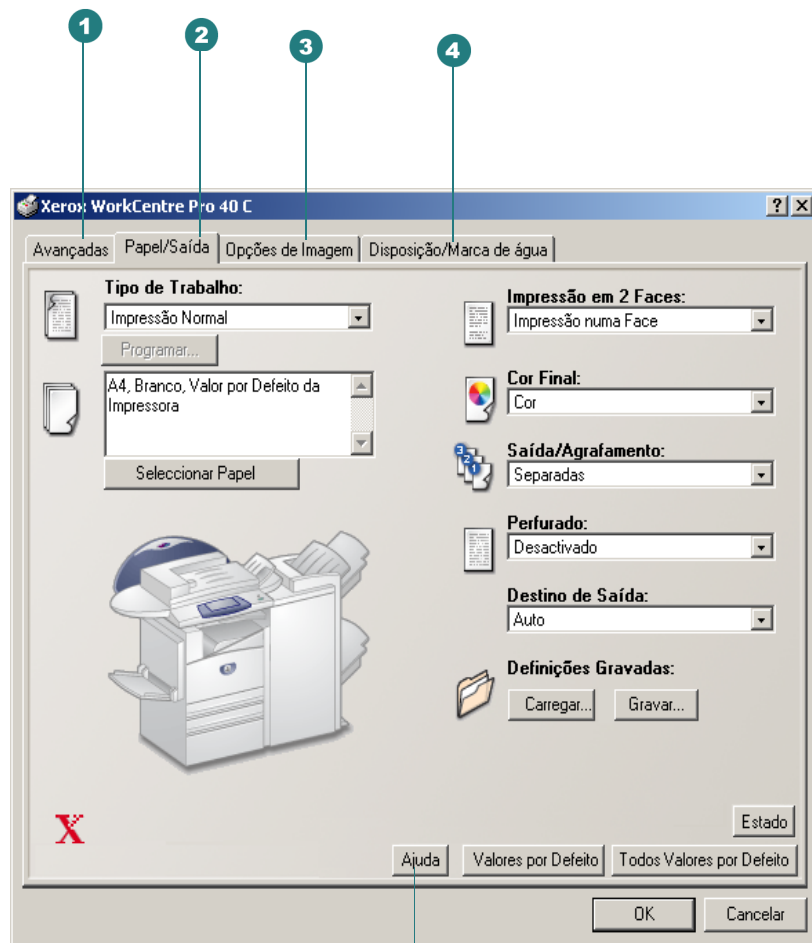 1
2
3
4
Xerox WorkCentre Pro 40 C
Avançadas
Papel/Saída
Opções de Imagem
Disposição/Marca de água
Tipo de Trabalho:
Impressão Normal
Programar...
A4, Branco, Valor por Defeito da
Impressora
Seleccionar Papel
Impressão em 2 Faces:
Impressão numa Face
Cor Final:
Cor
Saída/Agrafamento:
3
2
1
Separadas
Perfurado:
Desactivado
Destino de Saída:
Auto
Definições Gravadas:
Carregar...
Gravar...
X
Estado
Ajuda
Valores por Defeito
Todos Valores por Defeito
OK
Cancelar